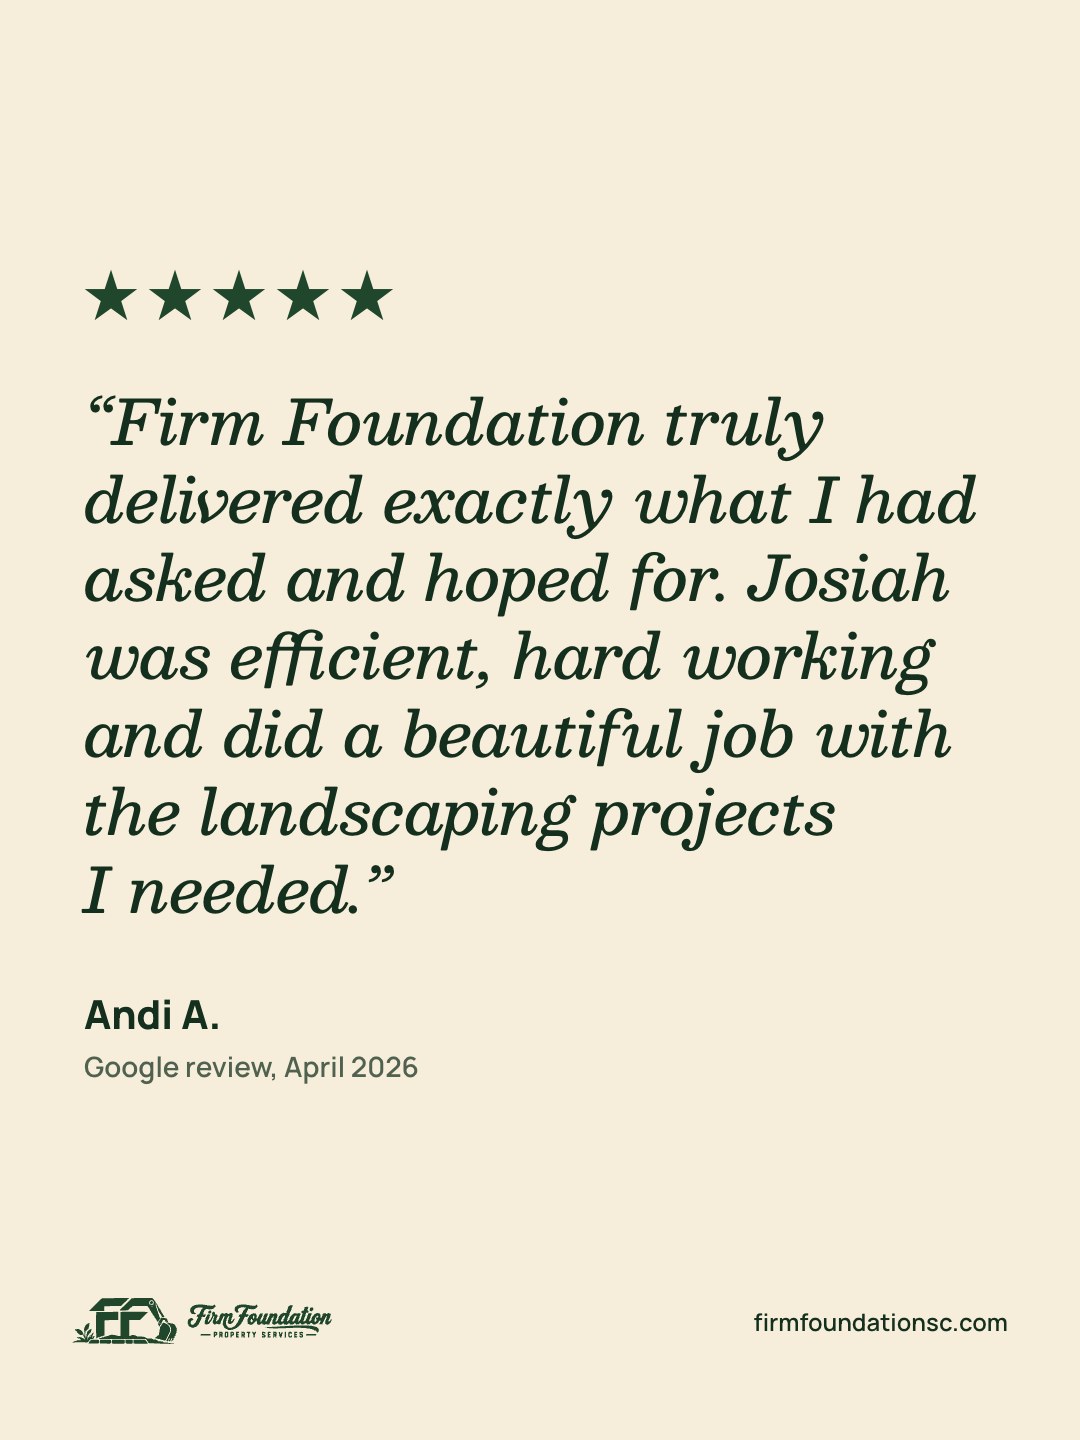 ★★★★★
“Firm Foundation truly
delivered exactly what I had
asked and hoped for. Josiah
was efficient, hard working
and did a beautiful job with
the landscaping projects
I needed.”
Andi A.
Google review, April 2026
FF
Firm Foundation
PROPERTY SERVICES
firmfoundationsc.com